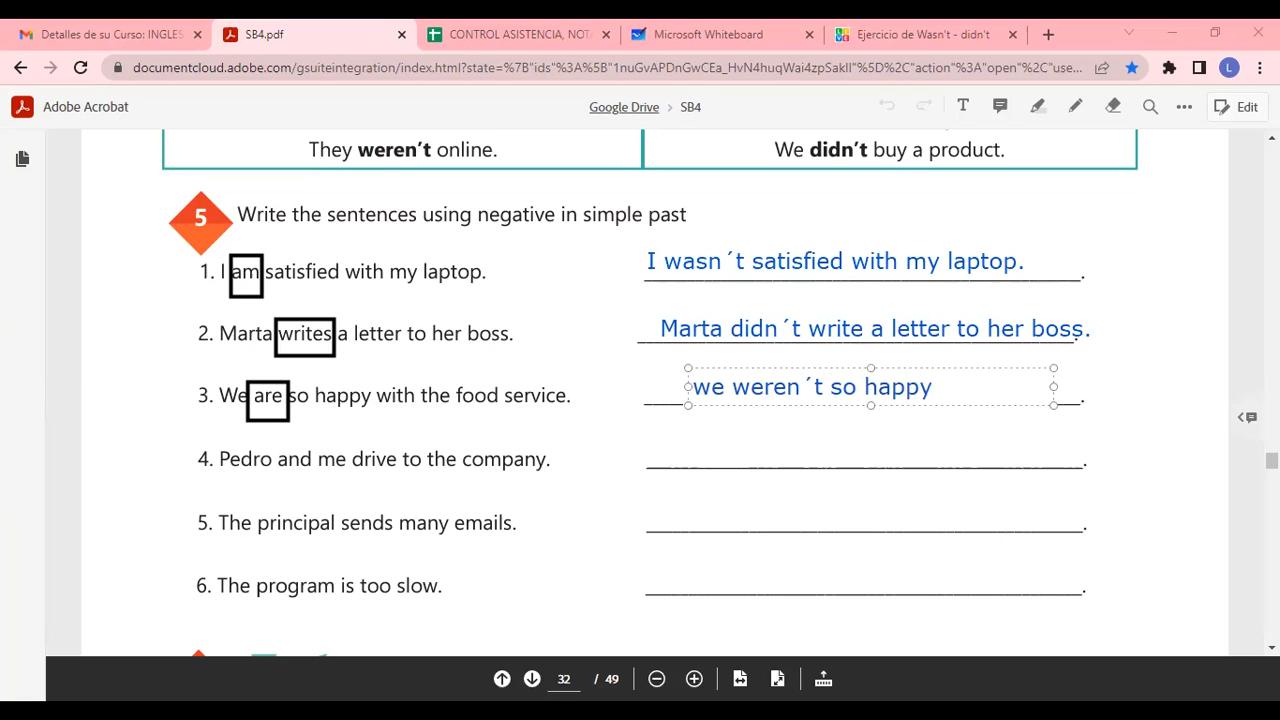 Detalles de su Curso: INGLES
SB4.pdf
CONTROL ASISTENCIA, NOTA
Microsoft Whiteboard
Ejercicio de Wasn't - didn't
documentcloud.adobe.com/gsuiteintegration/index.html?state=%7B"ids"%3A%5B"1nuGvAPDnGwCEa_HvN4huqWai4zpSakIl"%5D%2C"action"%3A"open"%2C"use...
L
Adobe Acrobat
Google Drive > SB4
Edit
They weren't online.
We didn't buy a product.
5
Write the sentences using negative in simple past
1. I am satisfied with my laptop.
I wasn ´t satisfied with my laptop.
2. Marta writes a letter to her boss.
Marta didn ´t write a letter to her boss.
3. We are so happy with the food service.
we weren ´t so happy
4. Pedro and me drive to the company.
5. The principal sends many emails.
6. The program is too slow.
32 / 49